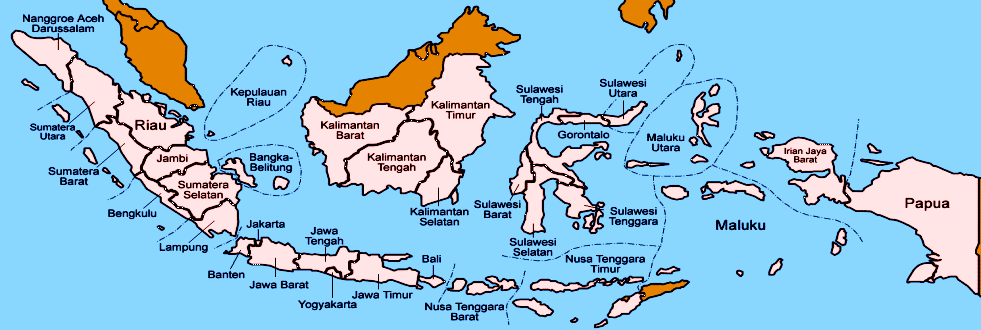 Nanggroe Aceh
Darussalam
Sumatera
Utara
Riau
Kepulauan
Riau
Sumatera
Barat
Jambi
Bangka-
Belitung
Sumatera
Selatan
Bengkulu
Lampung
Jakarta
Banten
Jawa Barat
Jawa
Tengah
Yogyakarta
Jawa Timur
Bali
Nusa Tenggara
Barat
Nusa Tenggara
Timur
Kalimantan
Barat
Kalimantan
Tengah
Kalimantan
Timur
Kalimantan
Selatan
Sulawesi
Tengah
Sulawesi
Utara
Gorontalo
Sulawesi
Barat
Sulawesi
Selatan
Sulawesi
Tenggara
Maluku
Utara
Maluku
Irian Jaya
Barat
Papua